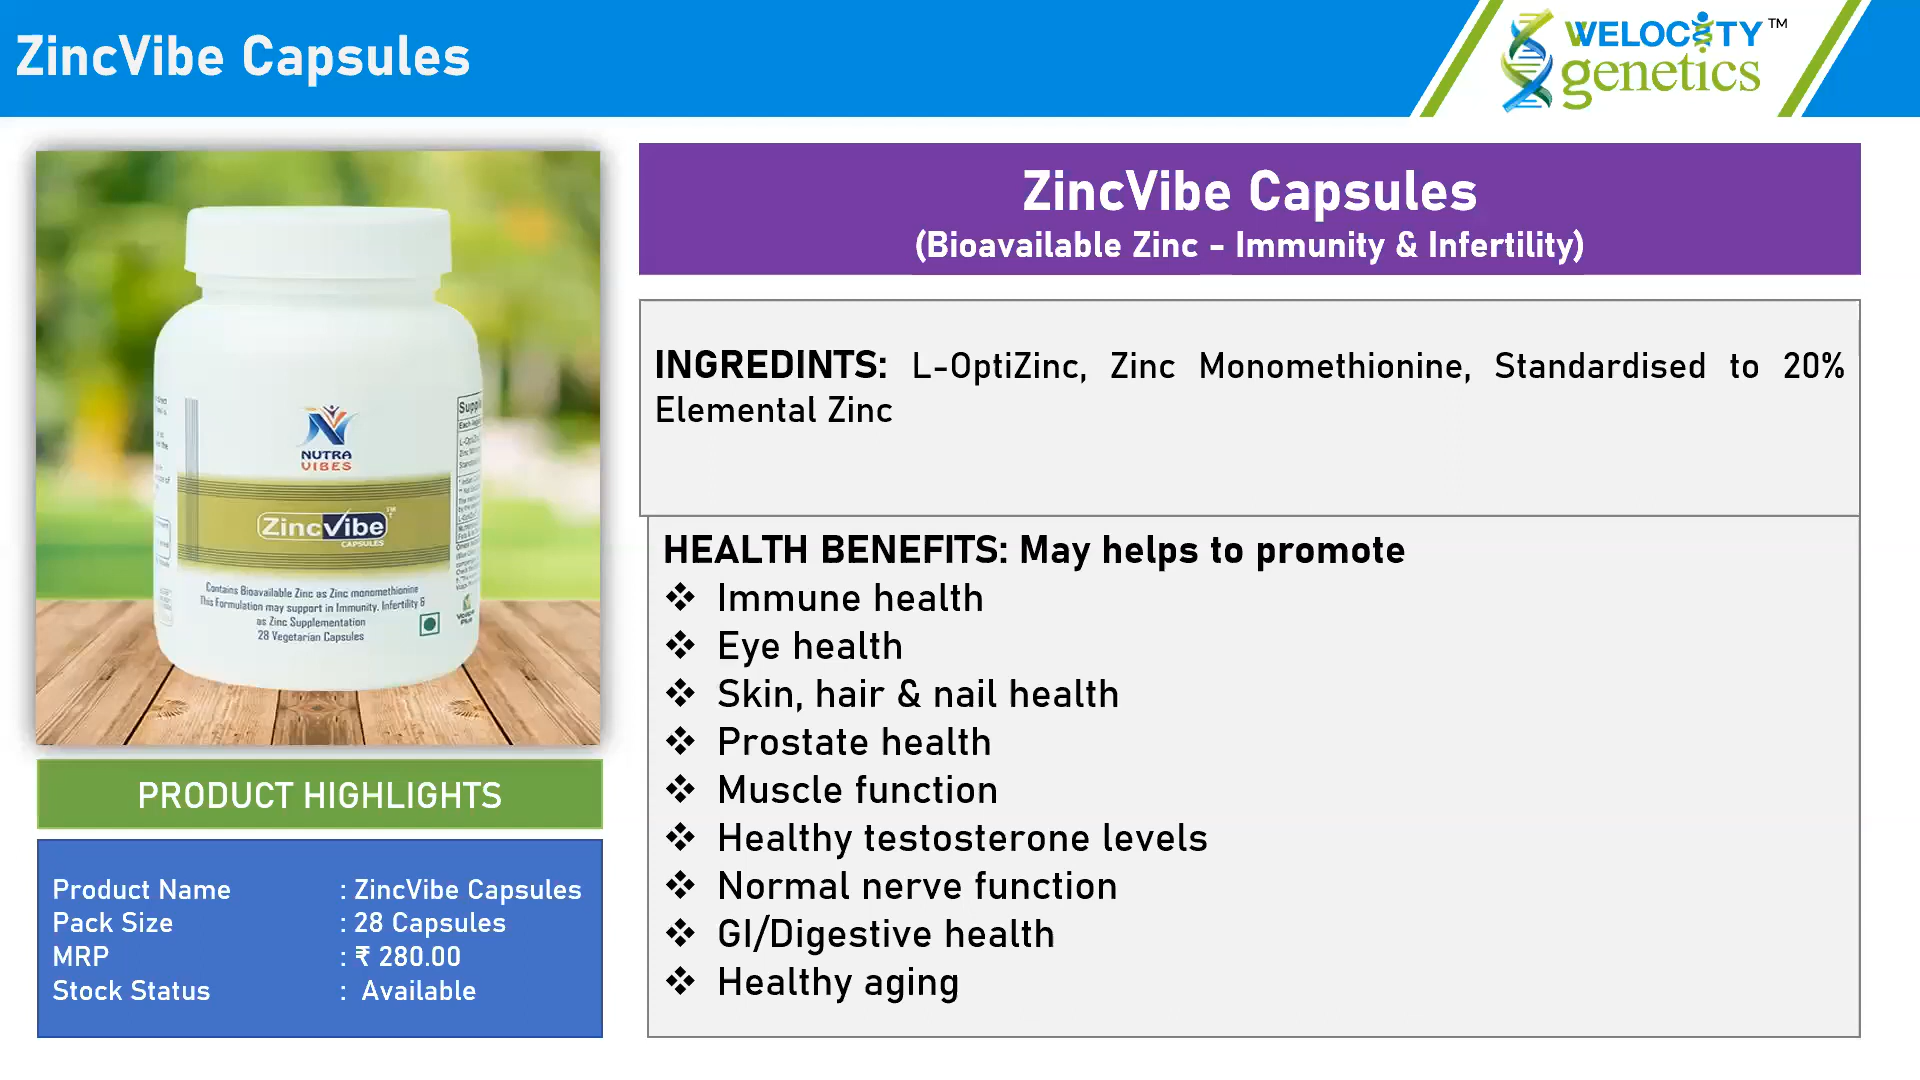 ZincVibe Capsules
WELOCITY™
genetics
ZincVibe Capsules
(Bioavailable Zinc - Immunity & Infertility)
INGREDINTS: L-OptiZinc, Zinc Monomethionine, Standardised to 20%
Elemental Zinc
HEALTH BENEFITS: May helps to promote
❖ Immune health
❖ Eye health
❖ Skin, hair & nail health
❖ Prostate health
❖ Muscle function
❖ Healthy testosterone levels
❖ Normal nerve function
❖ GI/Digestive health
❖ Healthy aging
NUTRA
VIBES
ZincVibe
CAPSULES
Contains Bioavailable Zinc as Zinc monomethionine
This Formulation may support in Immunity, Infertility &
as Zinc Supplementation
28 Vegetarian Capsules
PRODUCT HIGHLIGHTS
Product Name : ZincVibe Capsules
Pack Size : 28 Capsules
MRP : ₹ 280.00
Stock Status : Available